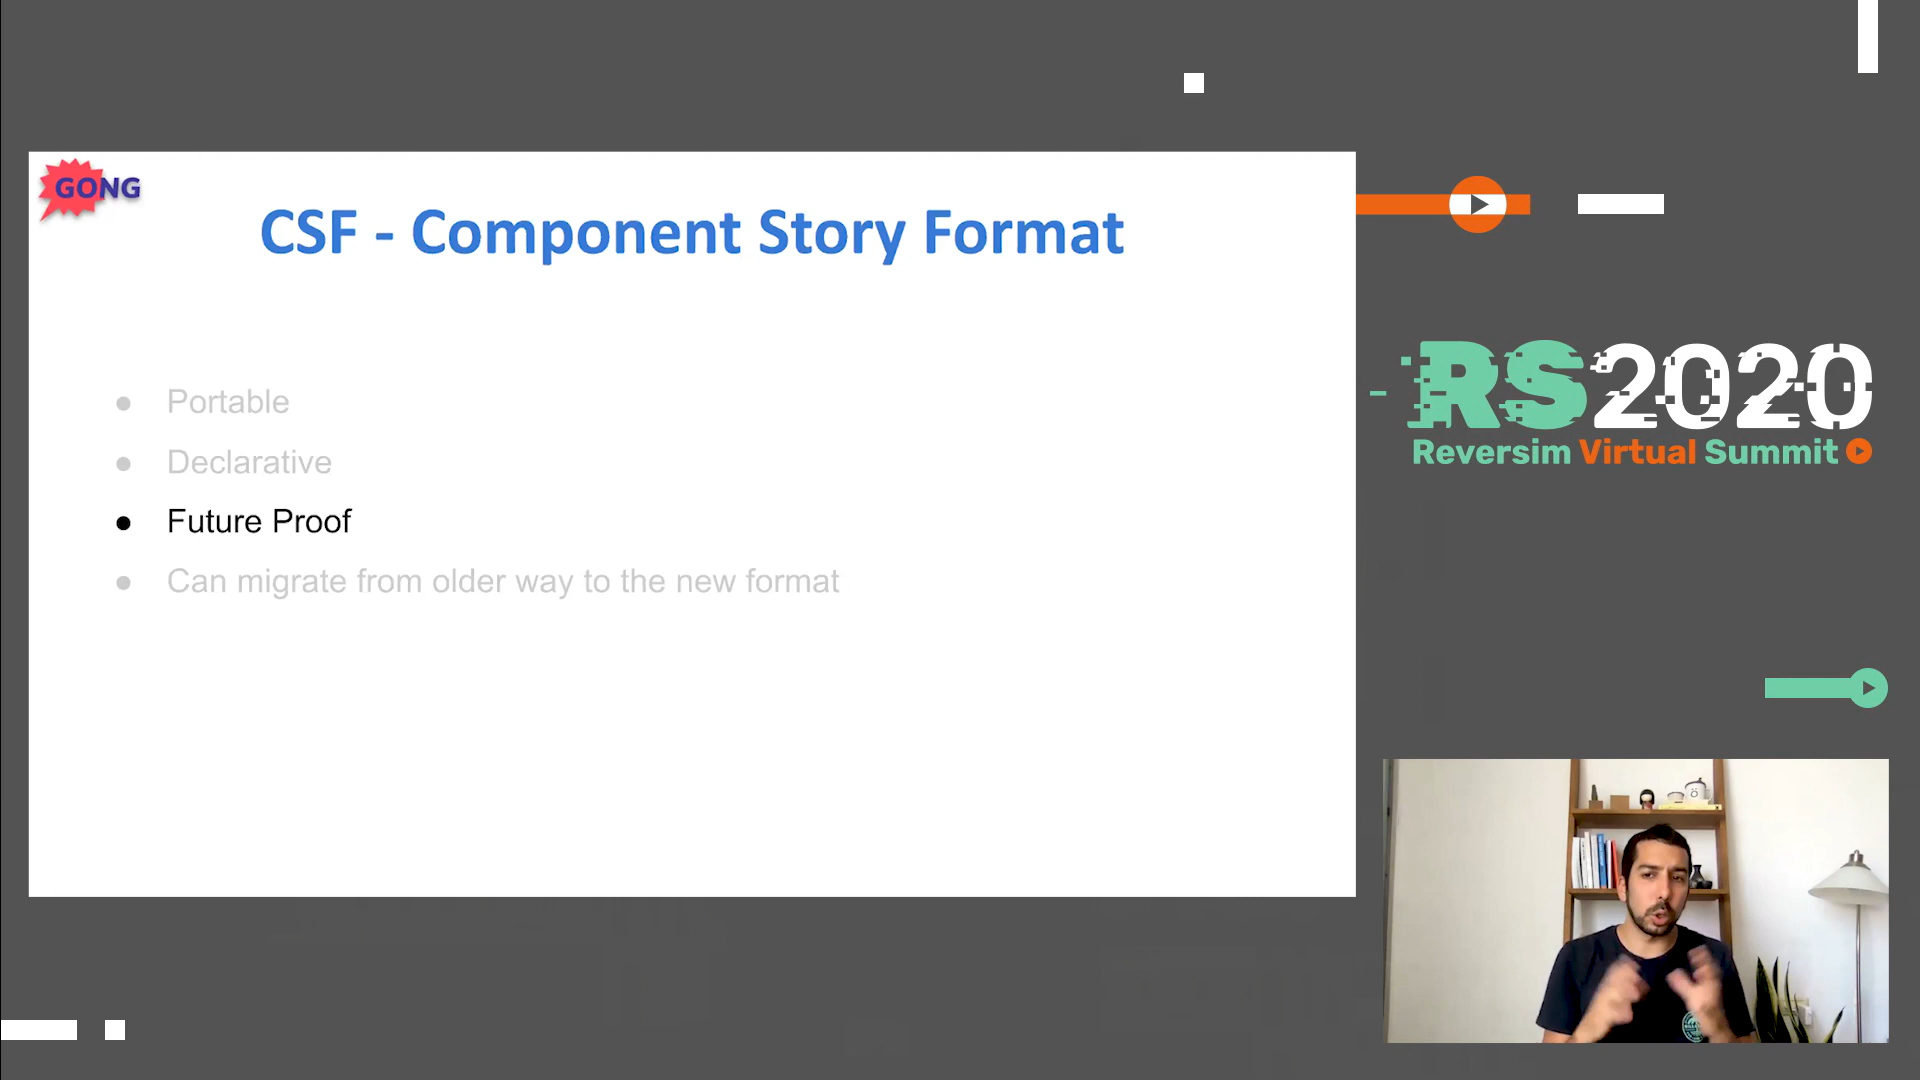 GONG
CSF - Component Story Format
Portable
Declarative
Future Proof
Can migrate from older way to the new format
RS2020
Reversim Virtual Summit